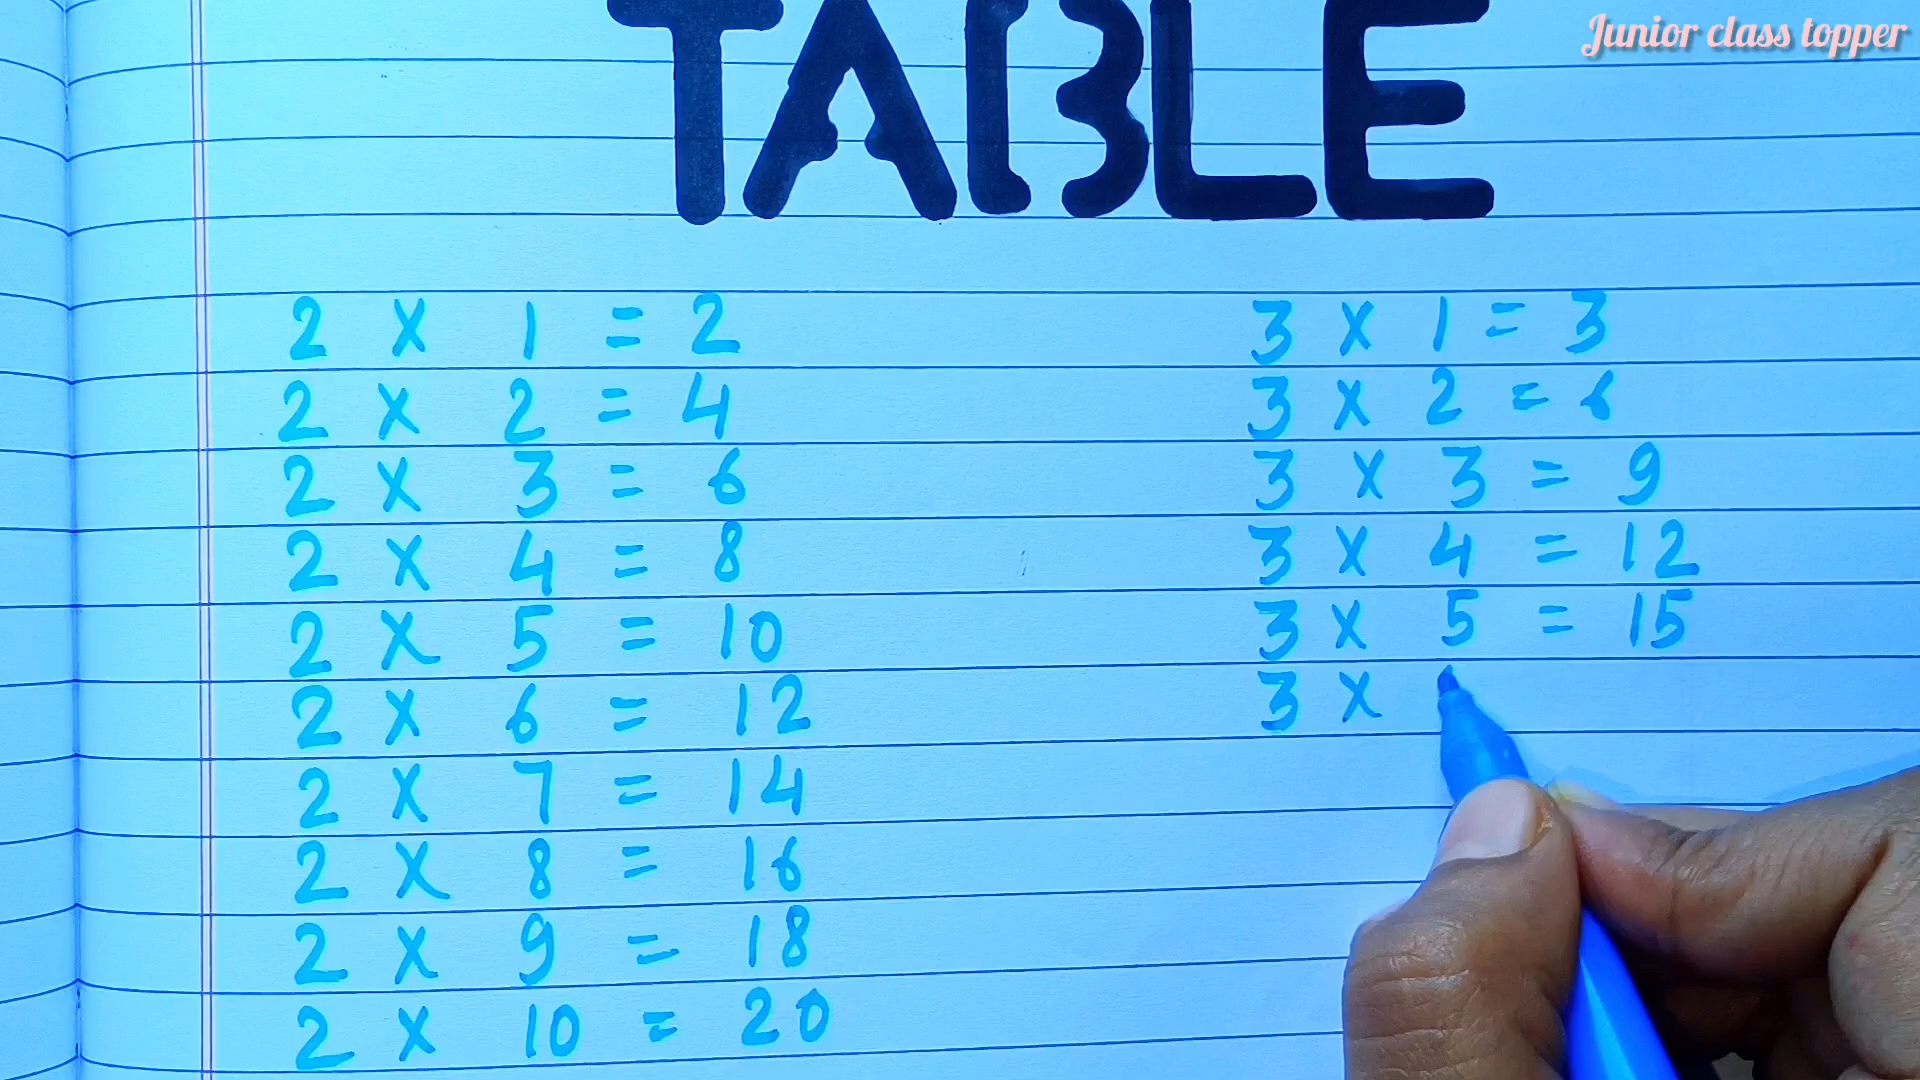 Junior class topper
TABLE
2 X 1 = 2
2 X 2 = 4
2 X 3 = 6
2 X 4 = 8
2 X 5 = 10
2 X 6 = 12
2 X 7 = 14
2 X 8 = 16
2 X 9 = 18
2 X 10 = 20
3 X 1 = 3
3 X 2 = 6
3 X 3 = 9
3 X 4 = 12
3 X 5 = 15
3 X